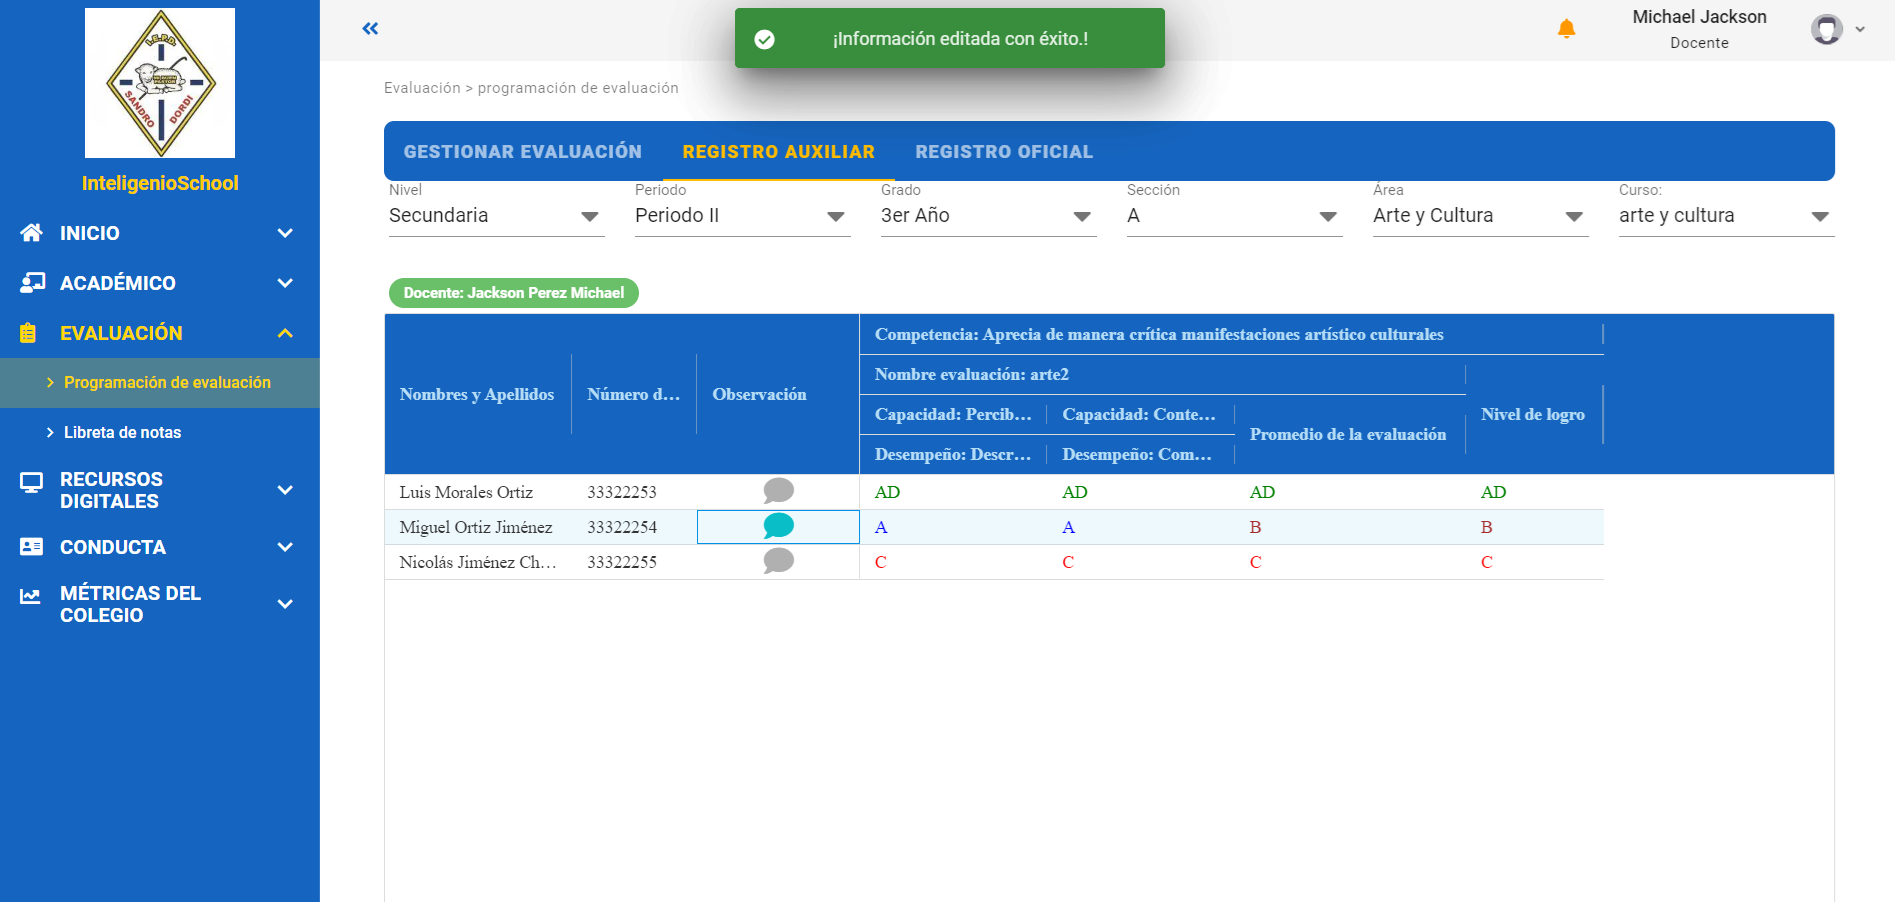 I.E.P.D.
SANDRO DORDI
InteligenioSchool
INICIO
ACADÉMICO
EVALUACIÓN
Programación de evaluación
Libreta de notas
RECURSOS
DIGITALES
CONDUCTA
MÉTRICAS DEL
COLEGIO
¡Información editada con éxito.!
Michael Jackson
Docente
Evaluación > programación de evaluación
GESTIONAR EVALUACIÓN REGISTRO AUXILIAR REGISTRO OFICIAL
Nivel Periodo Grado Sección Área Curso:
Secundaria Periodo II 3er Año A Arte y Cultura arte y cultura
Docente: Jackson Perez Michael
Competencia: Aprecia de manera crítica manifestaciones artístico culturales
Nombre evaluación: arte2
Nombres y Apellidos Número d... Observación
Capacidad: Percib... Capacidad: Conte... Nivel de logro
Promedio de la evaluación
Desempeño: Descr... Desempeño: Com...
Luis Morales Ortiz 33322253 AD AD AD AD
Miguel Ortiz Jiménez 33322254 A A B B
Nicolás Jiménez Ch... 33322255 C C C C